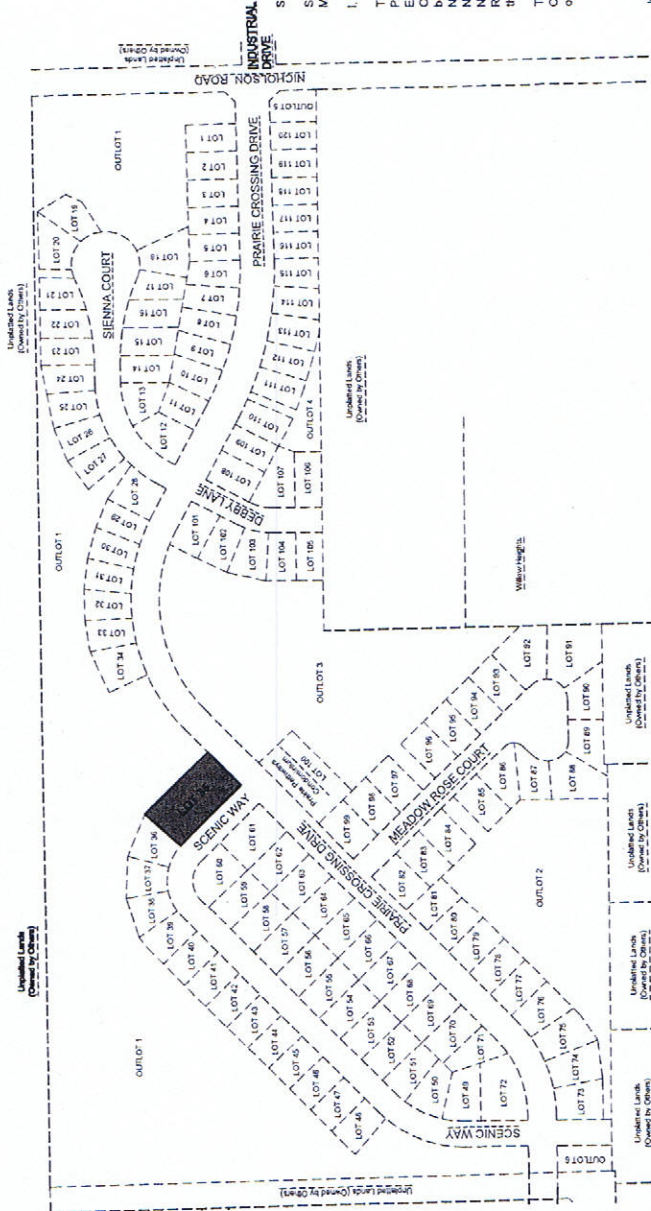 Unplatted Lands
(Owned by Others)
INDUSTRIAL
DRIVE
NICHOLSON ROAD
OUTLOT 1
OUTLOT 5
LOT 1
LOT 2
LOT 3
LOT 4
LOT 5
LOT 6
LOT 7
LOT 8
LOT 9
LOT 10
LOT 11
LOT 12
LOT 13
LOT 14
LOT 15
LOT 16
LOT 17
LOT 18
LOT 19
LOT 20
LOT 21
LOT 22
LOT 23
LOT 24
LOT 25
LOT 26
LOT 27
SIENNA COURT
PRAIRIE CROSSING DRIVE
LOT 120
LOT 119
LOT 118
LOT 117
LOT 116
LOT 115
LOT 114
LOT 113
LOT 112
LOT 111
LOT 110
LOT 109
LOT 108
LOT 107
LOT 106
OUTLOT 4
DEBBY LANE
LOT 101
LOT 102
LOT 103
LOT 104
LOT 105
Unplatted Lands
(Owned by Others)
Unplatted Lands
(Owned by Others)
OUTLOT 1
LOT 28
LOT 29
LOT 30
LOT 31
LOT 32
LOT 33
LOT 34
OUTLOT 3
Willow Heights
Prairie Pathways
Condominium
LOT 100
LOT 99
LOT 98
LOT 97
LOT 96
LOT 95
LOT 94
LOT 93
LOT 92
LOT 91
LOT 90
LOT 89
LOT 88
LOT 87
LOT 86
LOT 85
LOT 84
LOT 83
LOT 82
MEADOW ROSE COURT
PRAIRIE CROSSING DRIVE
SCENIC WAY
LOT 36
LOT 37
LOT 38
LOT 39
LOT 40
LOT 41
LOT 42
LOT 43
LOT 44
LOT 45
LOT 46
LOT 47
LOT 48
LOT 61
LOT 60
LOT 59
LOT 58
LOT 57
LOT 56
LOT 55
LOT 54
LOT 53
LOT 52
LOT 51
LOT 50
LOT 49
LOT 62
LOT 63
LOT 64
LOT 65
LOT 66
LOT 67
LOT 68
LOT 69
LOT 70
LOT 71
LOT 72
LOT 81
LOT 80
LOT 79
LOT 78
LOT 77
LOT 76
LOT 75
LOT 74
LOT 73
OUTLOT 2
OUTLOT 1
SCENIC WAY
OUTLOT 6
Unplatted Lands
(Owned by Others)
Unplatted Lands (Owned by Others)
Unplatted Lands
(Owned by Others)
Unplatted Lands
(Owned by Others)
Unplatted Lands
(Owned by Others)
Unplatted Lands
(Owned by Others)